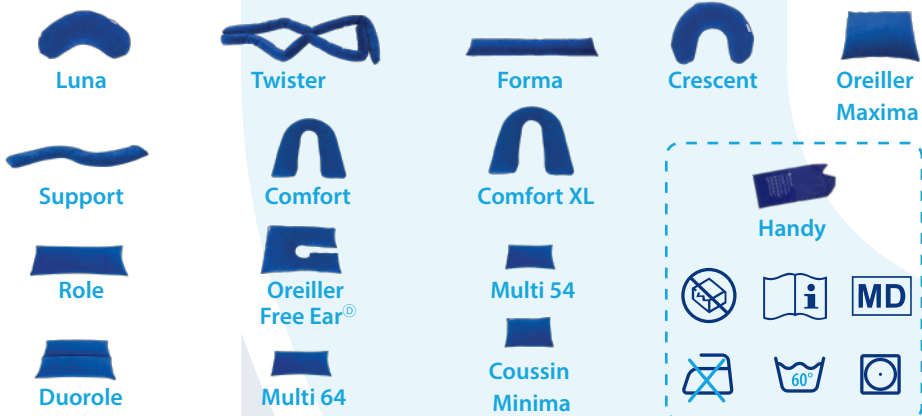 Luna
Twister
Forma
Crescent
Oreiller
Maxima
Support
Comfort
Comfort XL
Handy
Role
Oreiller
Free EarⒹ
Multi 54
i
MD
Duorole
Multi 64
Coussin
Minima
60°